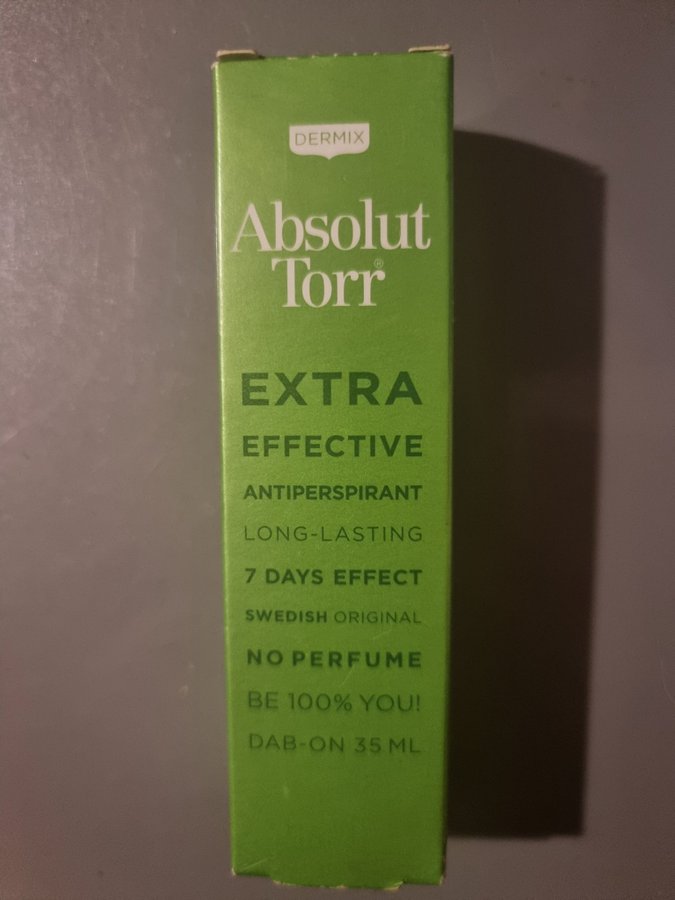 DERMIX
Absolut
Torr®
EXTRA
EFFECTIVE
ANTIPERSPIRANT
LONG-LASTING
7 DAYS EFFECT
SWEDISH ORIGINAL
NO PERFUME
BE 100% YOU!
DAB-ON 35 ML